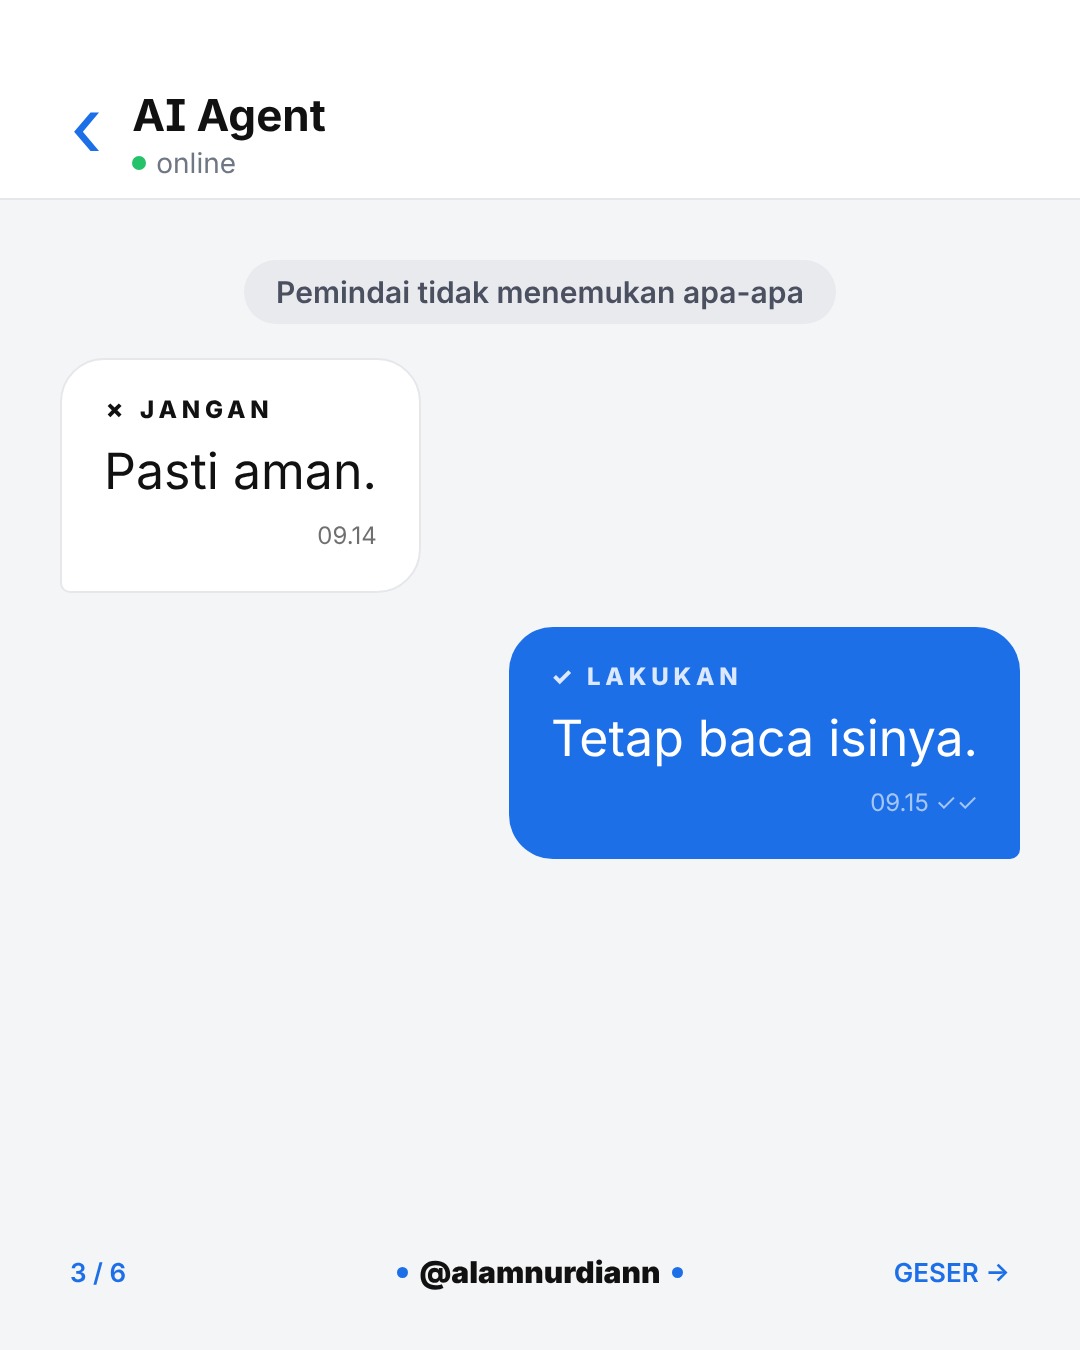 AI Agent
online
Pemindai tidak menemukan apa-apa
× JANGAN
Pasti aman.
09.14
✓ LAKUKAN
Tetap baca isinya.
09.15 ✓✓
3 / 6
• @alamnurdiann •
GESER →